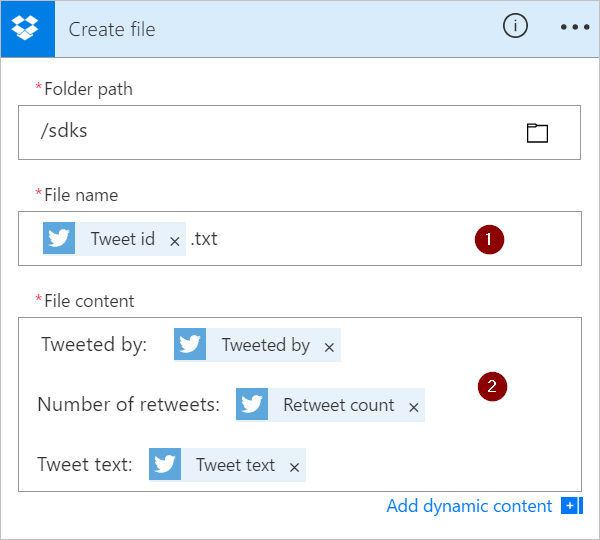 Create file
*Folder path
/sdks
*File name
Tweet id × .txt
1
*File content
Tweeted by: Tweeted by ×
2
Number of retweets: Retweet count ×
Tweet text: Tweet text ×
Add dynamic content